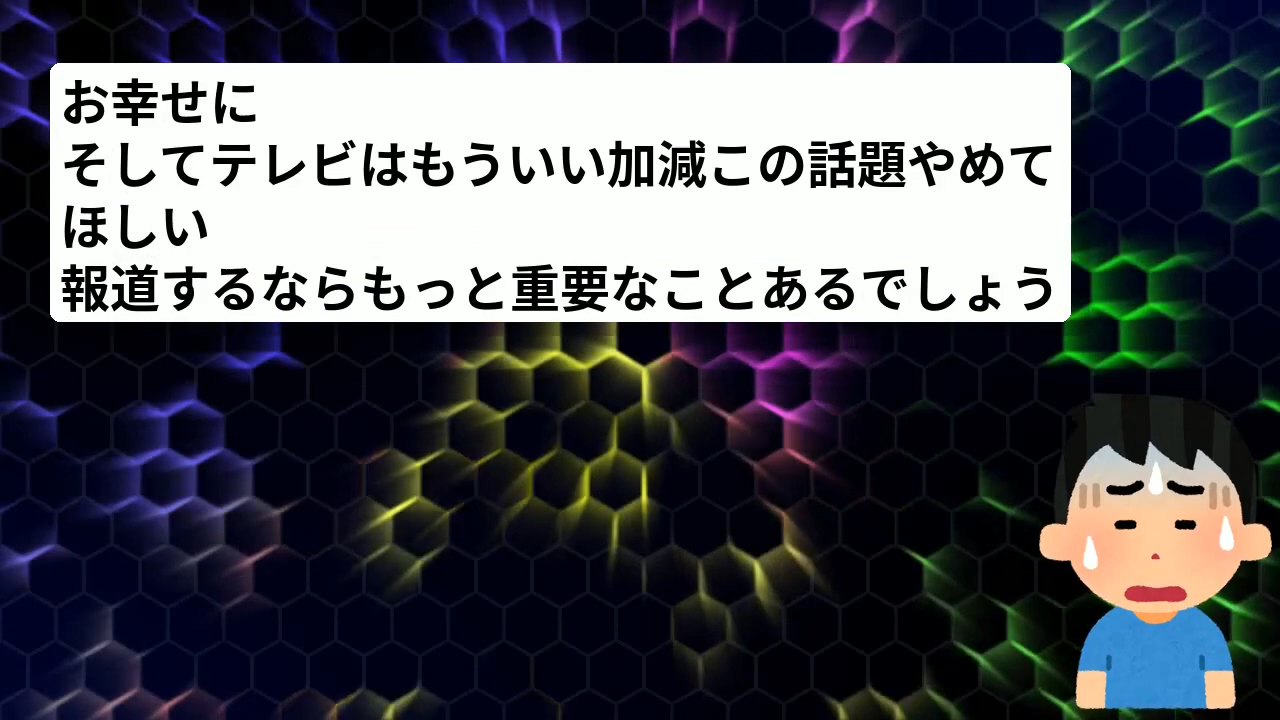 お幸せに
そしてテレビはもういい加減この話題やめて
ほしい
報道するならもっと重要なことあるでしょう